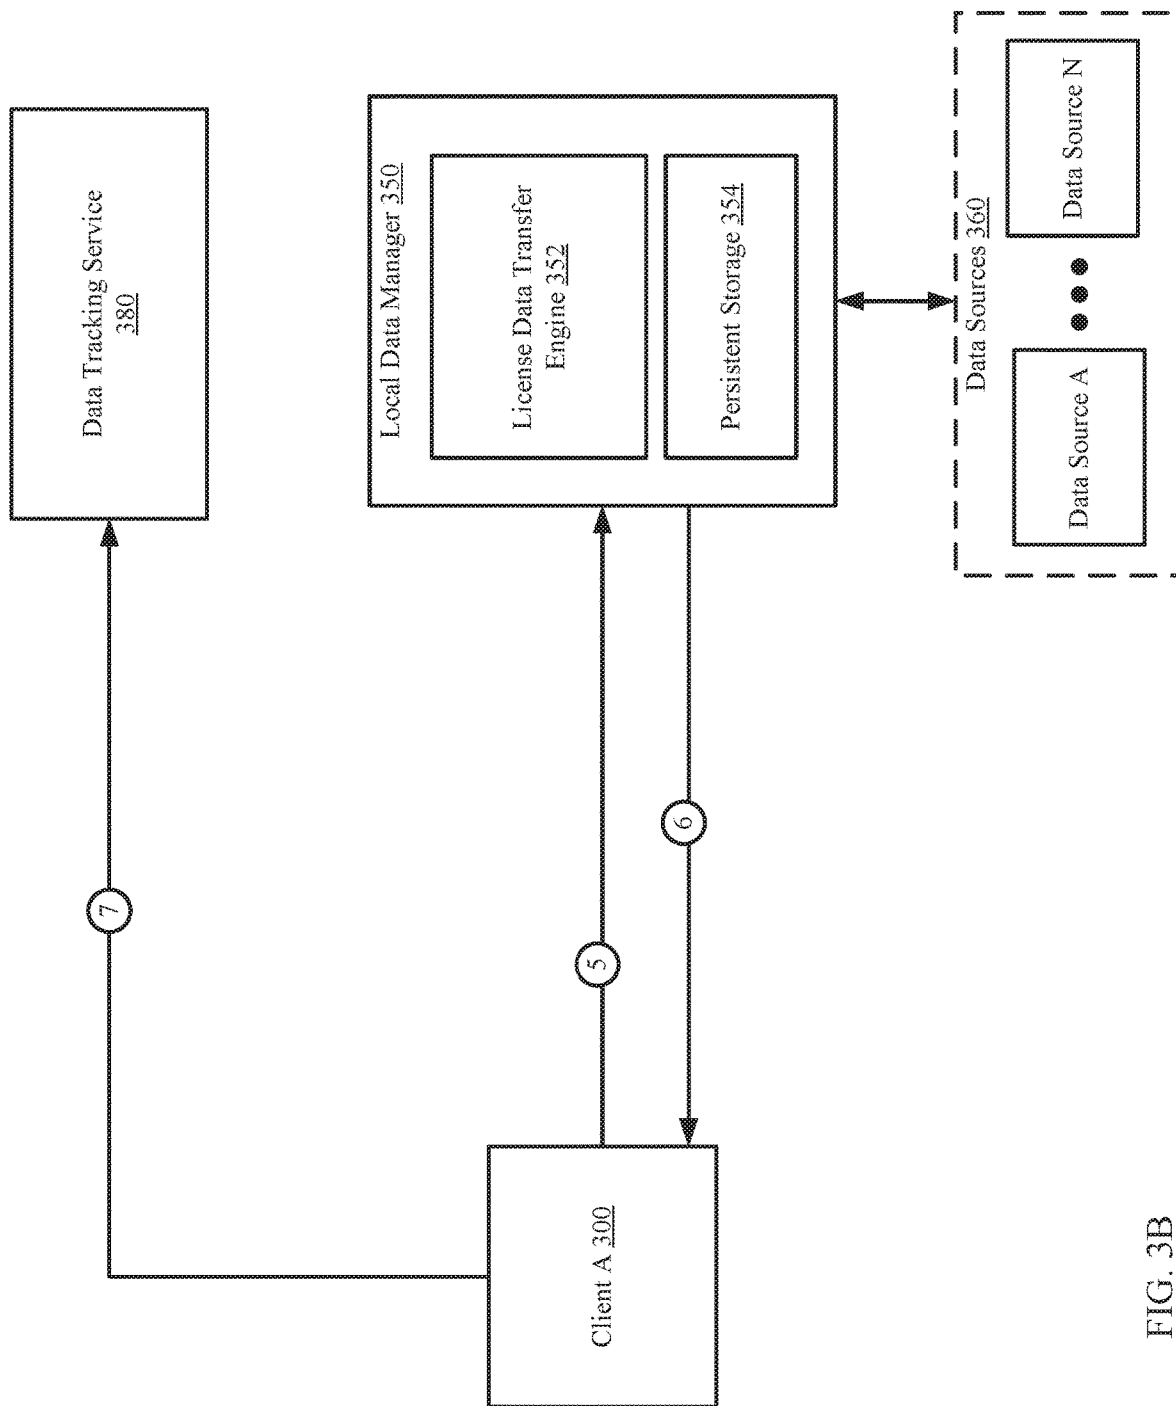 Data Tracking Service
380
7
Local Data Manager 350
License Data Transfer
Engine 352
Persistent Storage 354
5
6
Client A 300
Data Sources 360
Data Source A
Data Source N
FIG. 3B